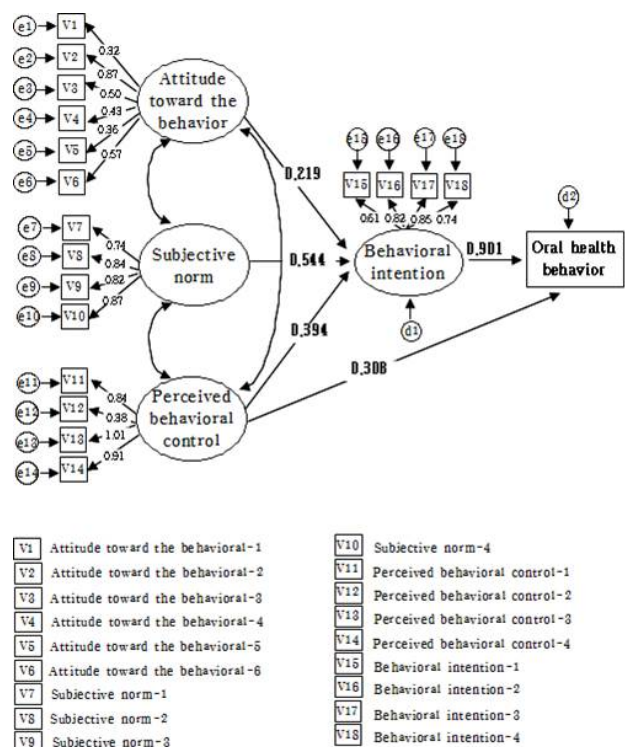 e1 V1
0.32
e2 V2
0.87
e3 V3
0.50
e4 V4
0.43
e5 V5
0.35
e6 V6
0.57
Attitude
toward the
behavior
e7 V7
0.74
e8 V8
0.84
e9 V9
0.82
e10 V10
0.87
Subjective
norm
e11 V11
0.84
e12 V12
0.38
e13 V13
1.01
e14 V14
0.91
Perceived
behavioral
control
0.219
0.544
0.394
0.308
e15 e16 e17 e18
V15 V16 V17 V18
0.61 0.82 0.85 0.74
Behavioral
intention
d1
0.901
d2
Oral health
behavior
V1 Attitude toward the behavioral-1
V2 Attitude toward the behavioral-2
V3 Attitude toward the behavioral-3
V4 Attitude toward the behavioral-4
V5 Attitude toward the behavioral-5
V6 Attitude toward the behavioral-6
V7 Subjective norm-1
V8 Subjective norm-2
V9 Subjective norm-3
V10 Subjective norm-4
V11 Perceived behavioral control-1
V12 Perceived behavioral control-2
V13 Perceived behavioral control-3
V14 Perceived behavioral control-4
V15 Behavioral intention-1
V16 Behavioral intention-2
V17 Behavioral intention-3
V18 Behavioral intention-4